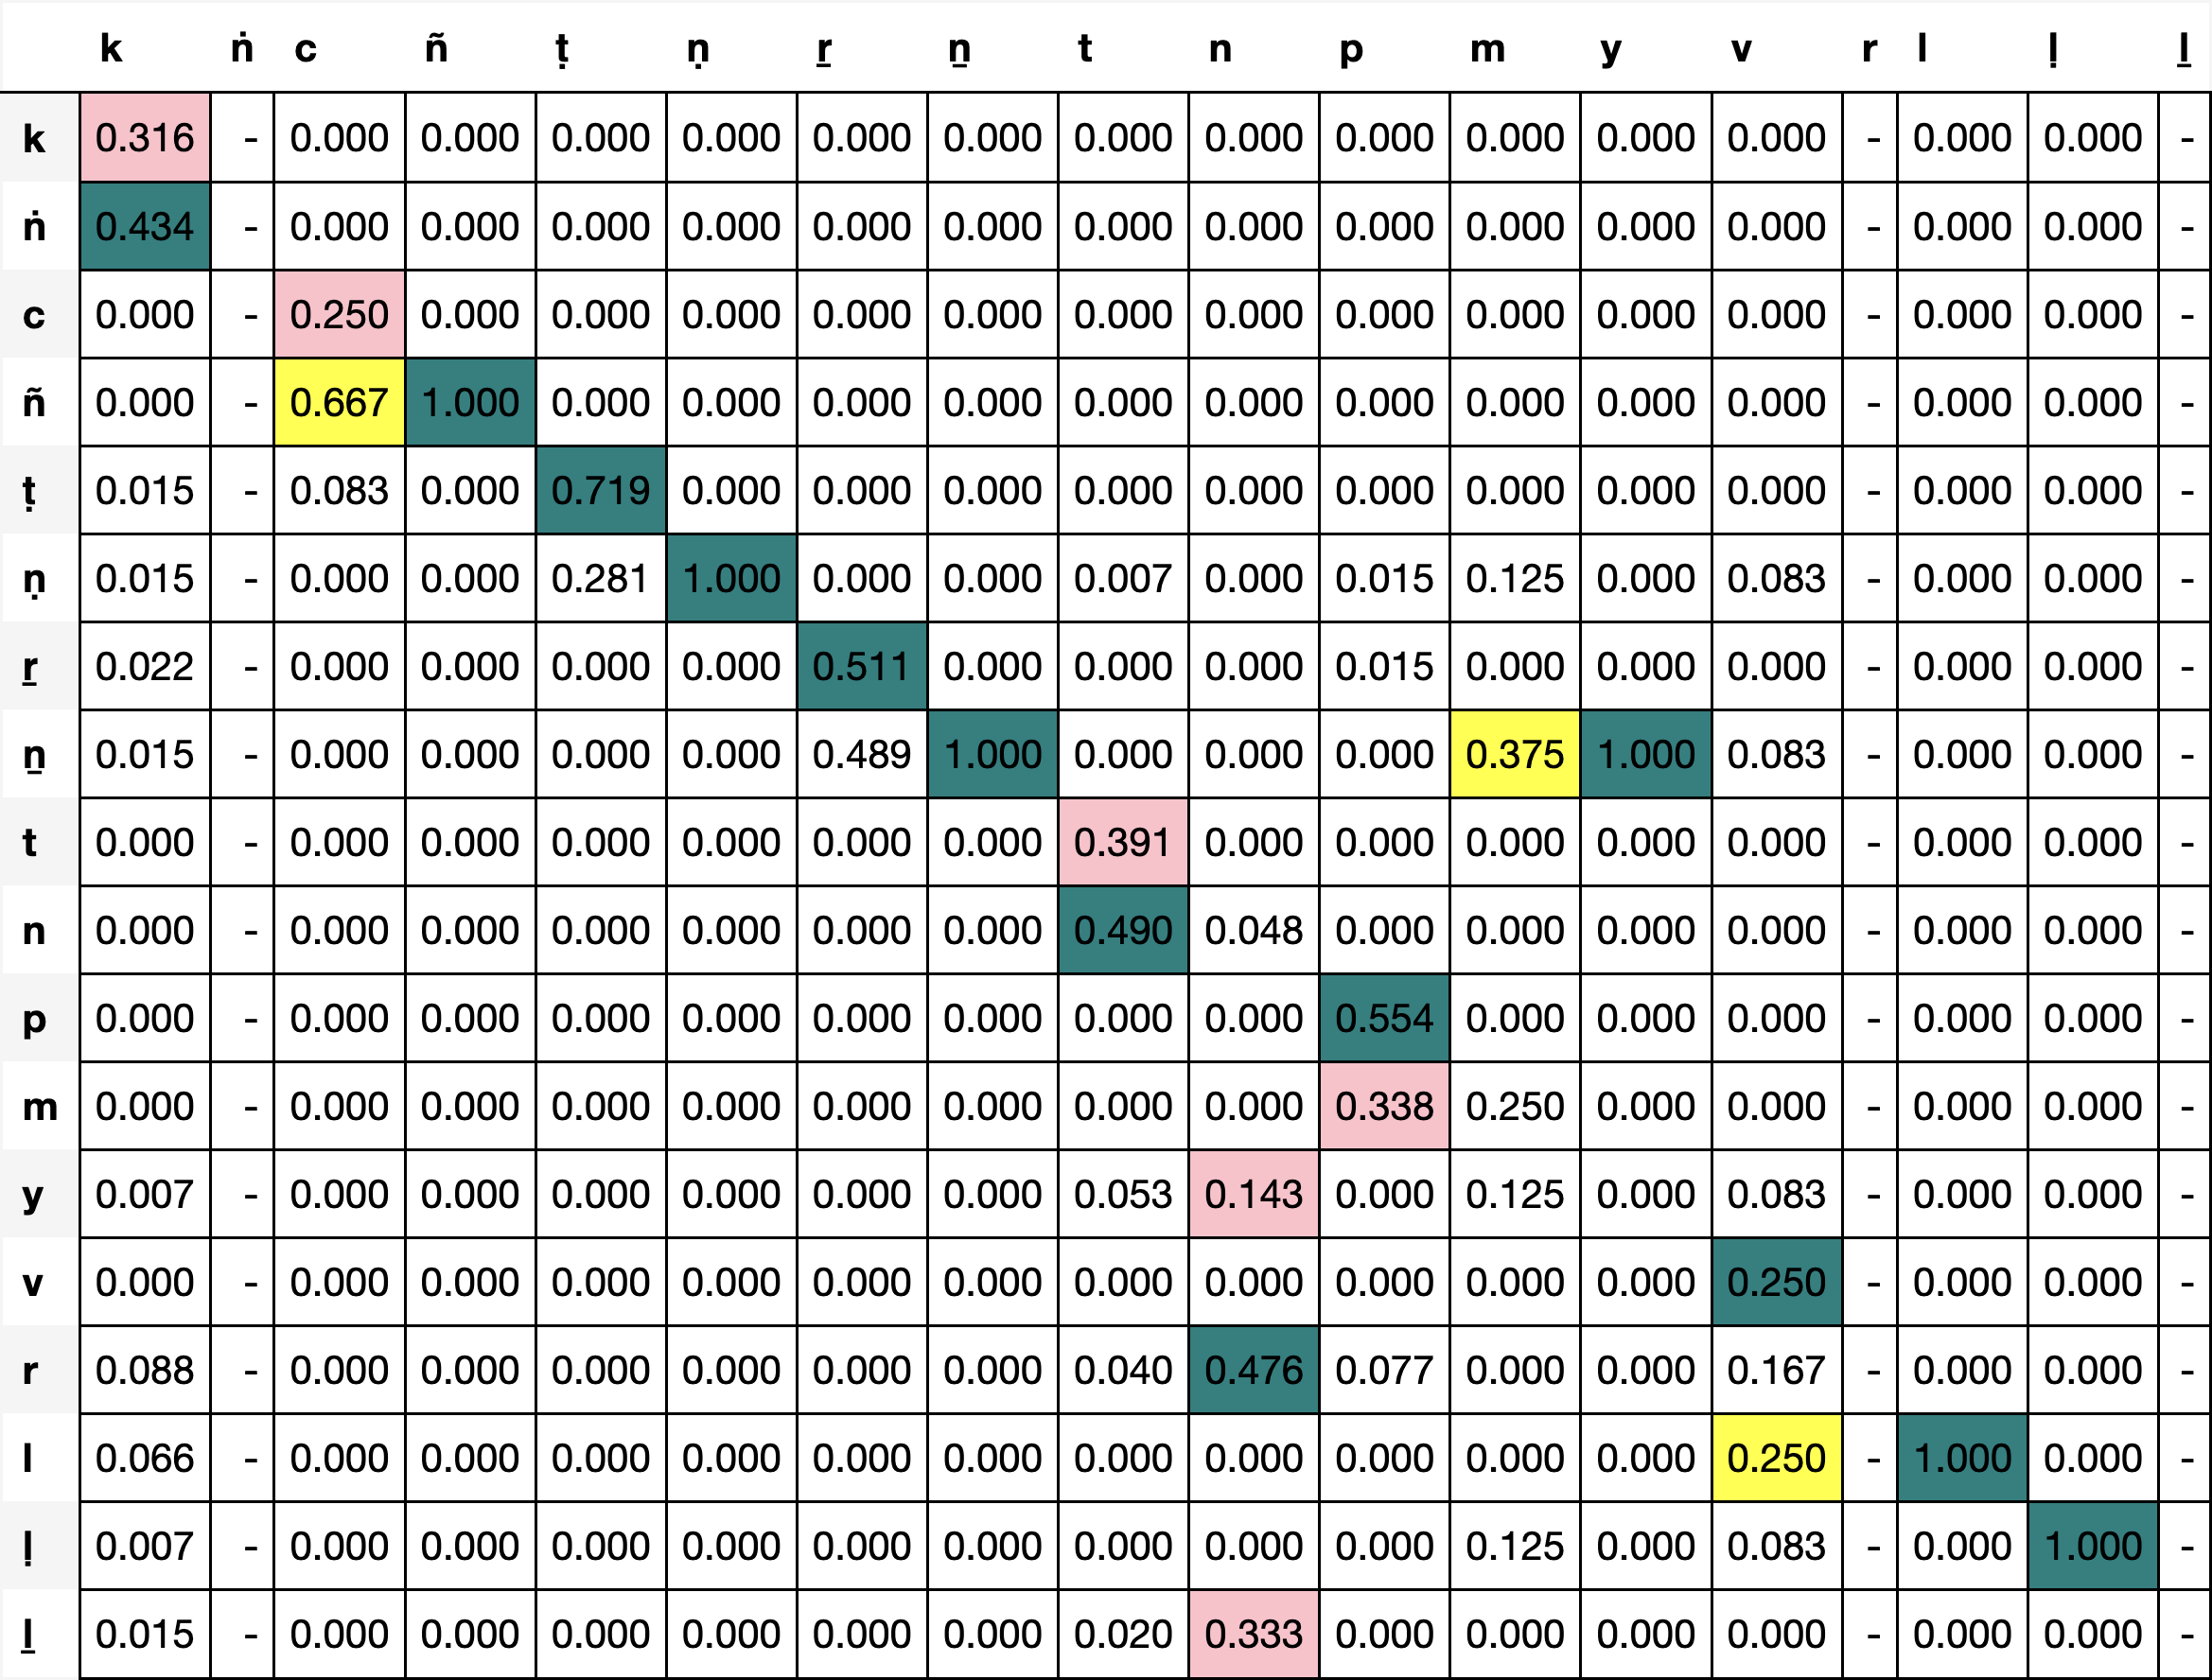 k ṅ c ñ ṭ ṇ ṟ ṉ t n p m y v r l ḷ ḻ
k 0.316 - 0.000 0.000 0.000 0.000 0.000 0.000 0.000 0.000 0.000 0.000 0.000 0.000 - 0.000 0.000 -
ṅ 0.434 - 0.000 0.000 0.000 0.000 0.000 0.000 0.000 0.000 0.000 0.000 0.000 0.000 - 0.000 0.000 -
c 0.000 - 0.250 0.000 0.000 0.000 0.000 0.000 0.000 0.000 0.000 0.000 0.000 0.000 - 0.000 0.000 -
ñ 0.000 - 0.667 1.000 0.000 0.000 0.000 0.000 0.000 0.000 0.000 0.000 0.000 0.000 - 0.000 0.000 -
ṭ 0.015 - 0.083 0.000 0.719 0.000 0.000 0.000 0.000 0.000 0.000 0.000 0.000 0.000 - 0.000 0.000 -
ṇ 0.015 - 0.000 0.000 0.281 1.000 0.000 0.000 0.007 0.000 0.015 0.125 0.000 0.083 - 0.000 0.000 -
ṟ 0.022 - 0.000 0.000 0.000 0.000 0.511 0.000 0.000 0.000 0.015 0.000 0.000 0.000 - 0.000 0.000 -
ṉ 0.015 - 0.000 0.000 0.000 0.000 0.489 1.000 0.000 0.000 0.000 0.375 1.000 0.083 - 0.000 0.000 -
t 0.000 - 0.000 0.000 0.000 0.000 0.000 0.000 0.391 0.000 0.000 0.000 0.000 0.000 - 0.000 0.000 -
n 0.000 - 0.000 0.000 0.000 0.000 0.000 0.000 0.490 0.048 0.000 0.000 0.000 0.000 - 0.000 0.000 -
p 0.000 - 0.000 0.000 0.000 0.000 0.000 0.000 0.000 0.000 0.554 0.000 0.000 0.000 - 0.000 0.000 -
m 0.000 - 0.000 0.000 0.000 0.000 0.000 0.000 0.000 0.000 0.338 0.250 0.000 0.000 - 0.000 0.000 -
y 0.007 - 0.000 0.000 0.000 0.000 0.000 0.000 0.053 0.143 0.000 0.125 0.000 0.083 - 0.000 0.000 -
v 0.000 - 0.000 0.000 0.000 0.000 0.000 0.000 0.000 0.000 0.000 0.000 0.000 0.250 - 0.000 0.000 -
r 0.088 - 0.000 0.000 0.000 0.000 0.000 0.000 0.040 0.476 0.077 0.000 0.000 0.167 - 0.000 0.000 -
l 0.066 - 0.000 0.000 0.000 0.000 0.000 0.000 0.000 0.000 0.000 0.000 0.000 0.250 - 1.000 0.000 -
ḷ 0.007 - 0.000 0.000 0.000 0.000 0.000 0.000 0.000 0.000 0.000 0.125 0.000 0.083 - 0.000 1.000 -
ḻ 0.015 - 0.000 0.000 0.000 0.000 0.000 0.000 0.020 0.333 0.000 0.000 0.000 0.000 - 0.000 0.000 -